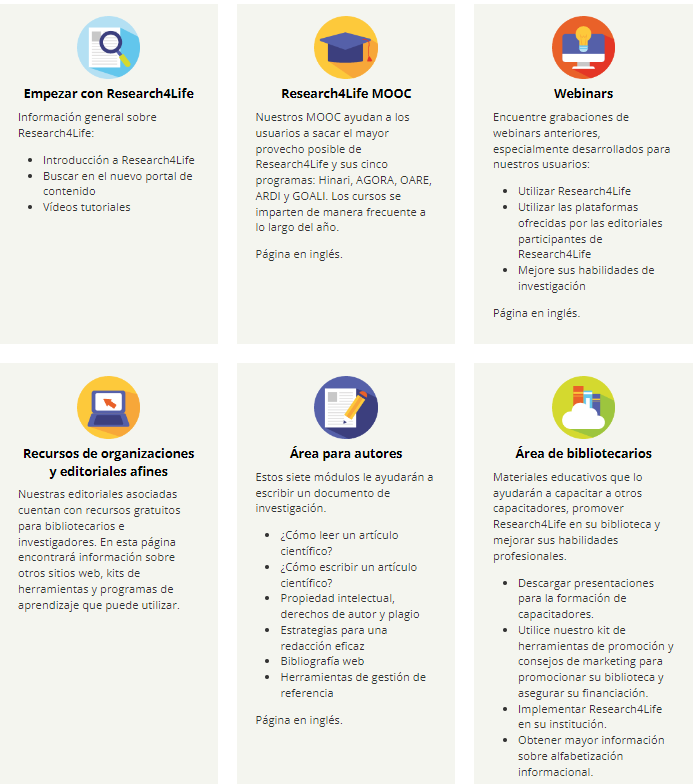 Empezar con Research4Life
Información general sobre
Research4Life:
• Introducción a Research4Life
• Buscar en el nuevo portal de
contenido
• Vídeos tutoriales
Research4Life MOOC
Nuestros MOOC ayudan a los
usuarios a sacar el mayor
provecho posible de
Research4Life y sus cinco
programas: Hinari, AGORA, OARE,
ARDI y GOALI. Los cursos se
imparten de manera frecuente a
lo largo del año.
Página en inglés.
Webinars
Encuentre grabaciones de
webinars anteriores,
especialmente desarrollados para
nuestros usuarios:
• Utilizar Research4Life
• Utilizar las plataformas
ofrecidas por las editoriales
participantes de
Research4Life
• Mejore sus habilidades de
investigación
Página en inglés.
Recursos de organizaciones
y editoriales afines
Nuestras editoriales asociadas
cuentan con recursos gratuitos
para bibliotecarios e
investigadores. En esta página
encontrará información sobre
otros sitios web, kits de
herramientas y programas de
aprendizaje que puede utilizar.
Área para autores
Estos siete módulos le ayudarán a
escribir un documento de
investigación.
• ¿Cómo leer un artículo
científico?
• ¿Cómo escribir un artículo
científico?
• Propiedad intelectual,
derechos de autor y plagio
• Estrategias para una
redacción eficaz
• Bibliografía web
• Herramientas de gestión de
referencia
Página en inglés.
Área de bibliotecarios
Materiales educativos que lo
ayudarán a capacitar a otros
capacitadores, promover
Research4Life en su biblioteca y
mejorar sus habilidades
profesionales.
• Descargar presentaciones
para la formación de
capacitadores.
• Utilice nuestro kit de
herramientas de promoción y
consejos de marketing para
promocionar su biblioteca y
asegurar su financiación.
• Implementar Research4Life
en su institución.
• Obtener mayor información
sobre alfabetización
informacional.